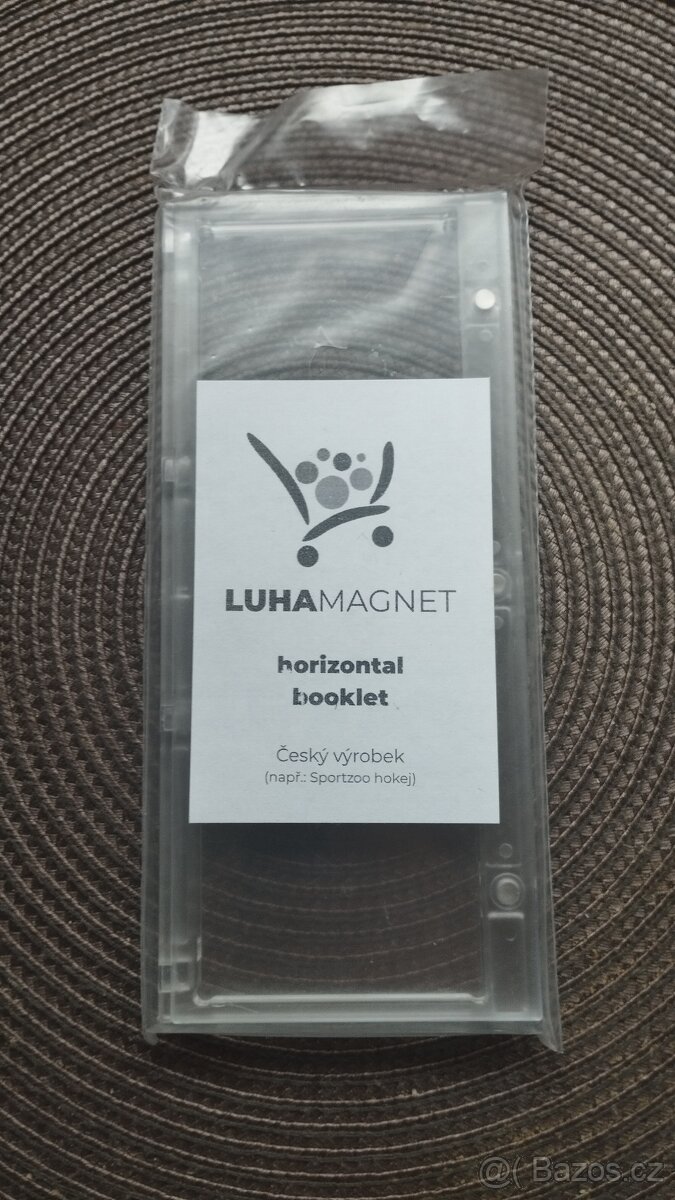 LUHAMAGNET
horizontal
booklet
Český výrobek
(např.: Sportzoo hokej)
@( Bazos.cz